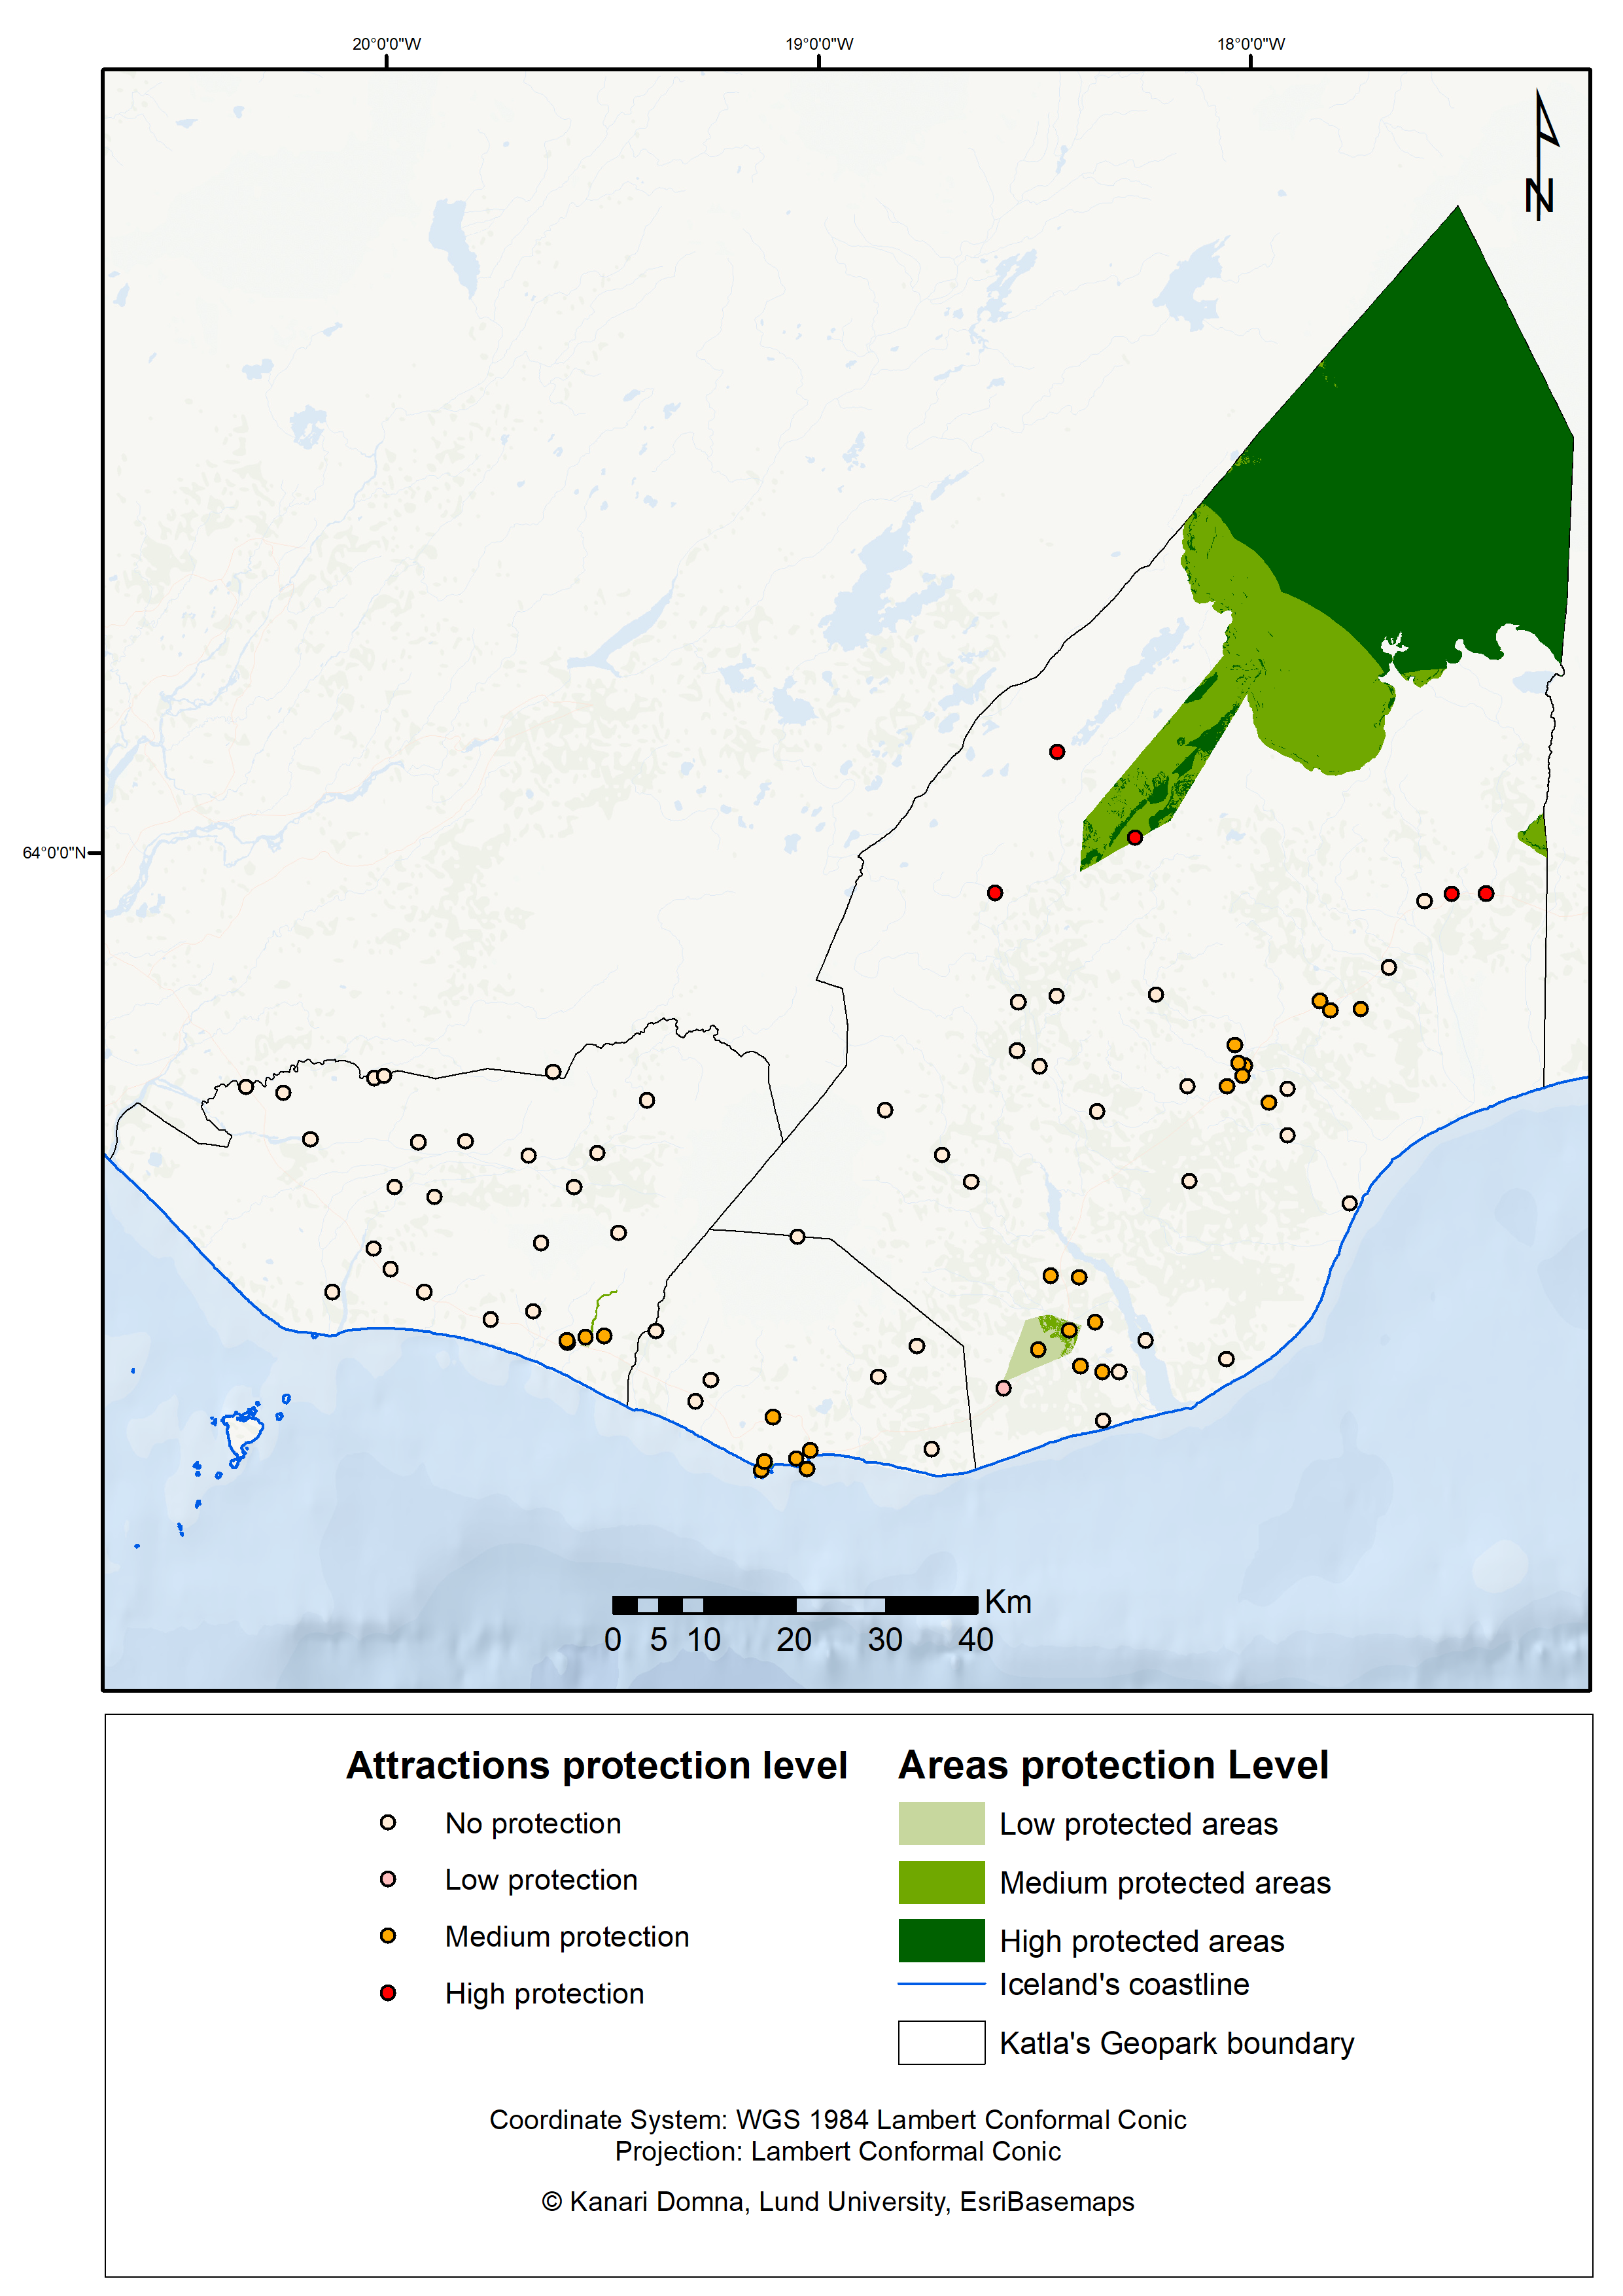 20°0'0"W
19°0'0"W
18°0'0"W
N
64°0'0"N
Km
0 5 10 20 30 40
Attractions protection level
No protection
Low protection
Medium protection
High protection
Areas protection Level
Low protected areas
Medium protected areas
High protected areas
Iceland's coastline
Katla's Geopark boundary
Coordinate System: WGS 1984 Lambert Conformal Conic
Projection: Lambert Conformal Conic
© Kanari Domna, Lund University, EsriBasemaps